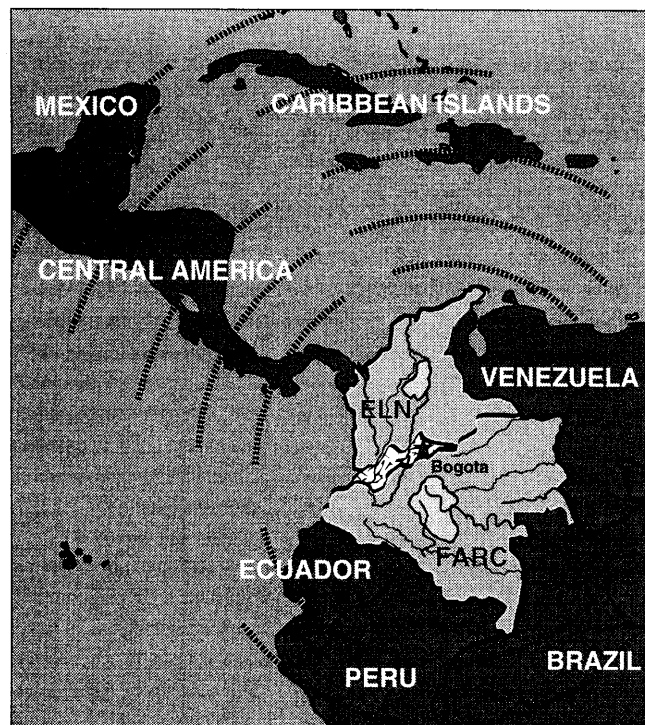 MEXICO
CARIBBEAN ISLANDS
CENTRAL AMERICA
VENEZUELA
ELN
Bogota
ECUADOR
FARC
PERU
BRAZIL